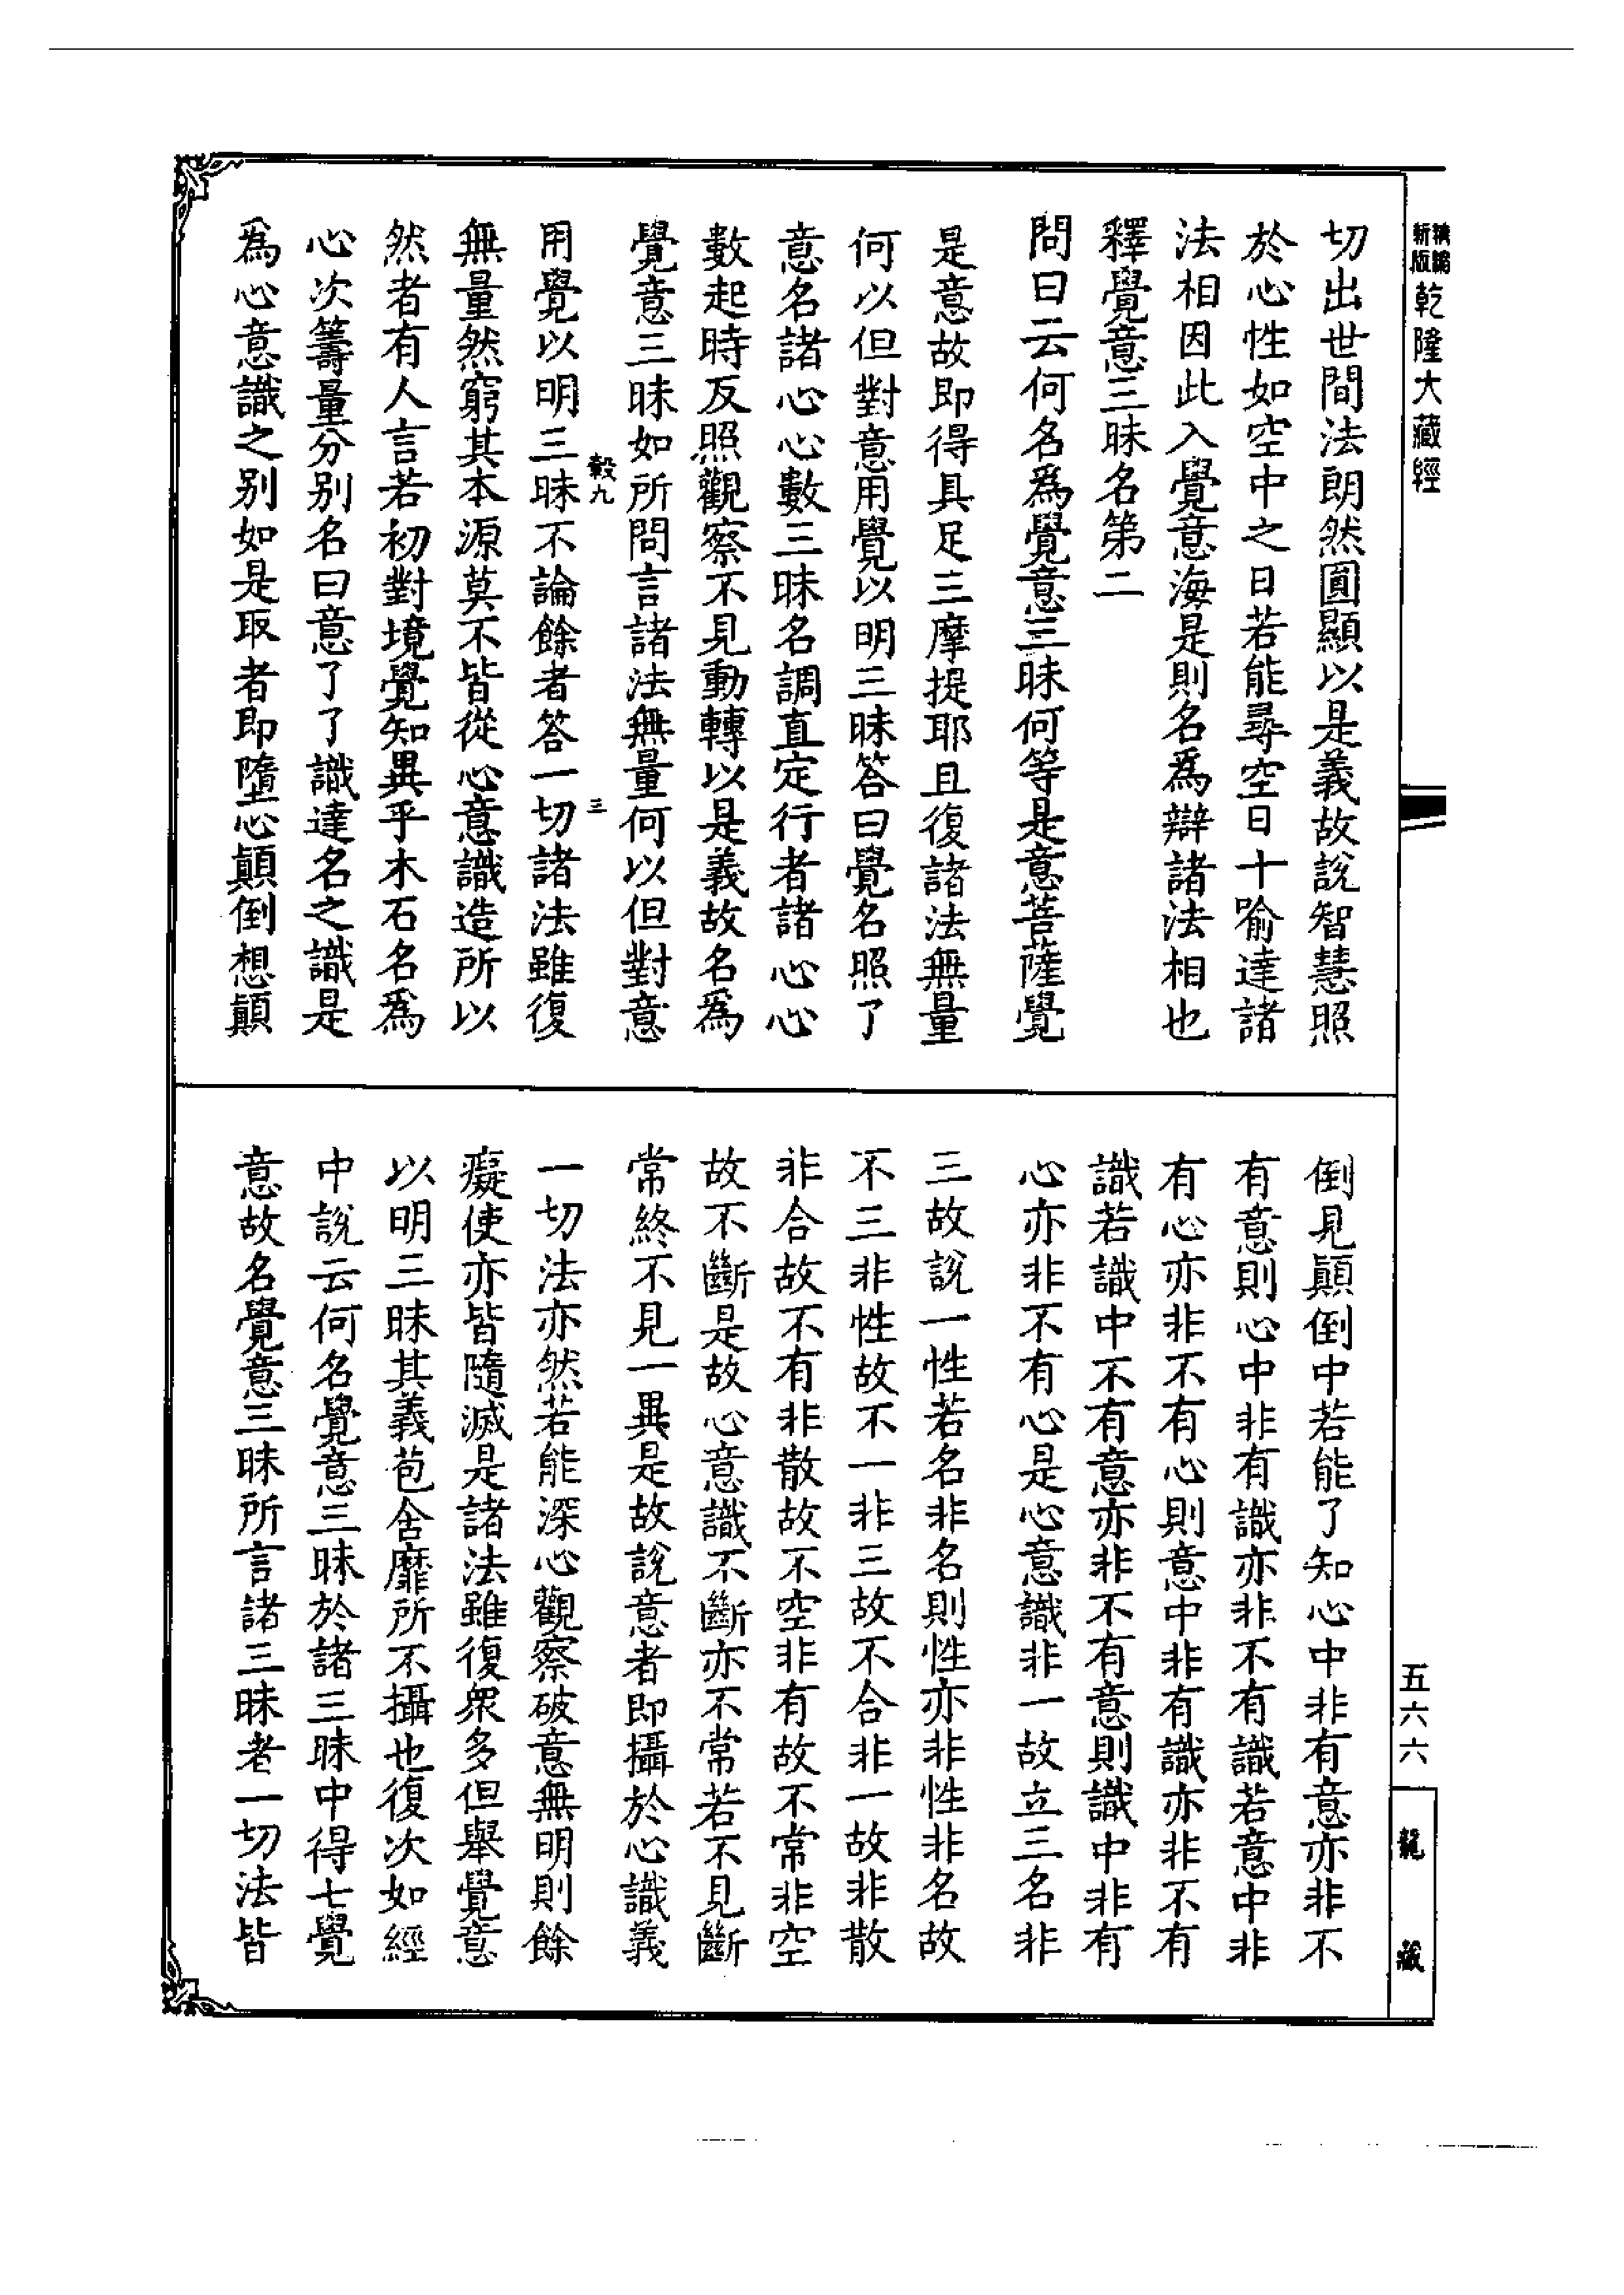 新版
乾隆大藏經
切出世間法朗然圓顯以是義故說智慧照
於心性如空中之日若能尋空日十喻達諸
法相因此入覺意海是則名爲辯諸法相也
釋覺意三昧名第二
問曰云何名爲覺意三昧何等是意菩薩覺
是意故即得具足三摩提耶且復諸法無量
何以但對意用覺以明三昧答曰覺名照了
意名諸心心數三昧名調直定行者諸心心
數起時反照觀察不見動轉以是義故名爲
覺意三昧如所問言諸法無量何以但對意
穀九
三
用覺以明三昧不論餘者答一切諸法雖復
無量然窮其本源莫不皆從心意識造所以
然者有人言若初對境覺知異乎木石名爲
心次籌量分別名曰意了了識達名之識是
為心意識之別如是取者即墮心顛倒想顛
倒見顛倒中若能了知心中非有意亦非不
有意則心中非有識亦非不有識若意中非
有心亦非不有心則意中非有識亦非不有
識若識中不有意亦非不有意則識中非有
心亦非不有心是心意識非一故立三名非
三故說一性若名非名則性亦非性非名故
不三非性故不一非三故不合非一故非散
非合故不有非散故不空非有故不常非空
故不斷是故心意識不斷亦不常若不見斷
常終不見一異是故說意者即攝於心識義
一切法亦然若能深心觀察破意無明則餘
癡使亦皆隨滅是諸法雖復衆多但舉覺意
以明三昧其義苞含靡所不攝也復次如經
中說云何名覺意三昧於諸三昧中得七覺
意故名覺意三昧所言諸三昧老一切法皆
五六六
龍藏